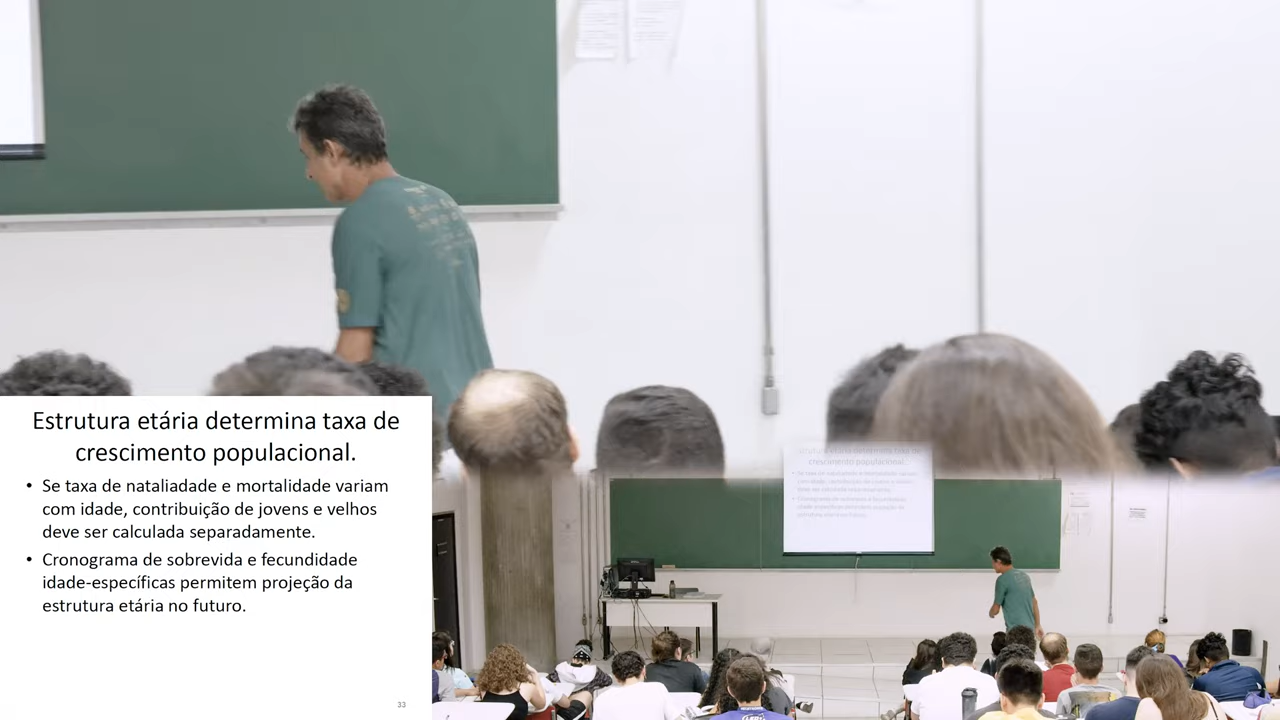 Estrutura etária determina taxa de
crescimento populacional.
• Se taxa de natalidade e mortalidade variam
com idade, contribuição de jovens e velhos
deve ser calculada separadamente.
• Cronograma de sobrevida e fecundidade
idade-específicas permitem projeção da
estrutura etária no futuro.
33